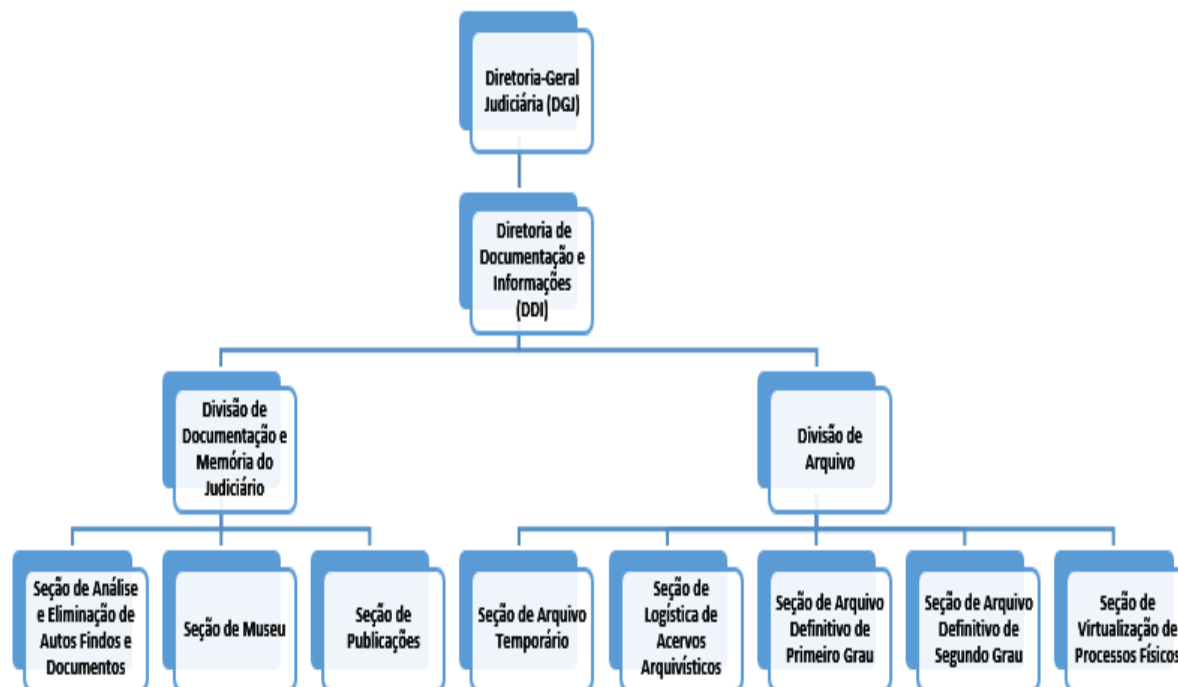 Diretoria-Geral
Judiciária (DGJ)
Diretoria de
Documentação e
Informações
(DDI)
Divisão de
Documentação e
Memória do
Judiciário
Divisão de
Arquivo
Seção de Análise
e Eliminação de
Autos Findos e
Documentos
Seção de Museu
Seção de
Publicações
Seção de Arquivo
Temporário
Seção de
Logística de
Acervos
Arquivísticos
Seção de Arquivo
Definitivo de
Primeiro Grau
Seção de Arquivo
Definitivo de
Segundo Grau
Seção de
Virtualização de
Processos Físicos